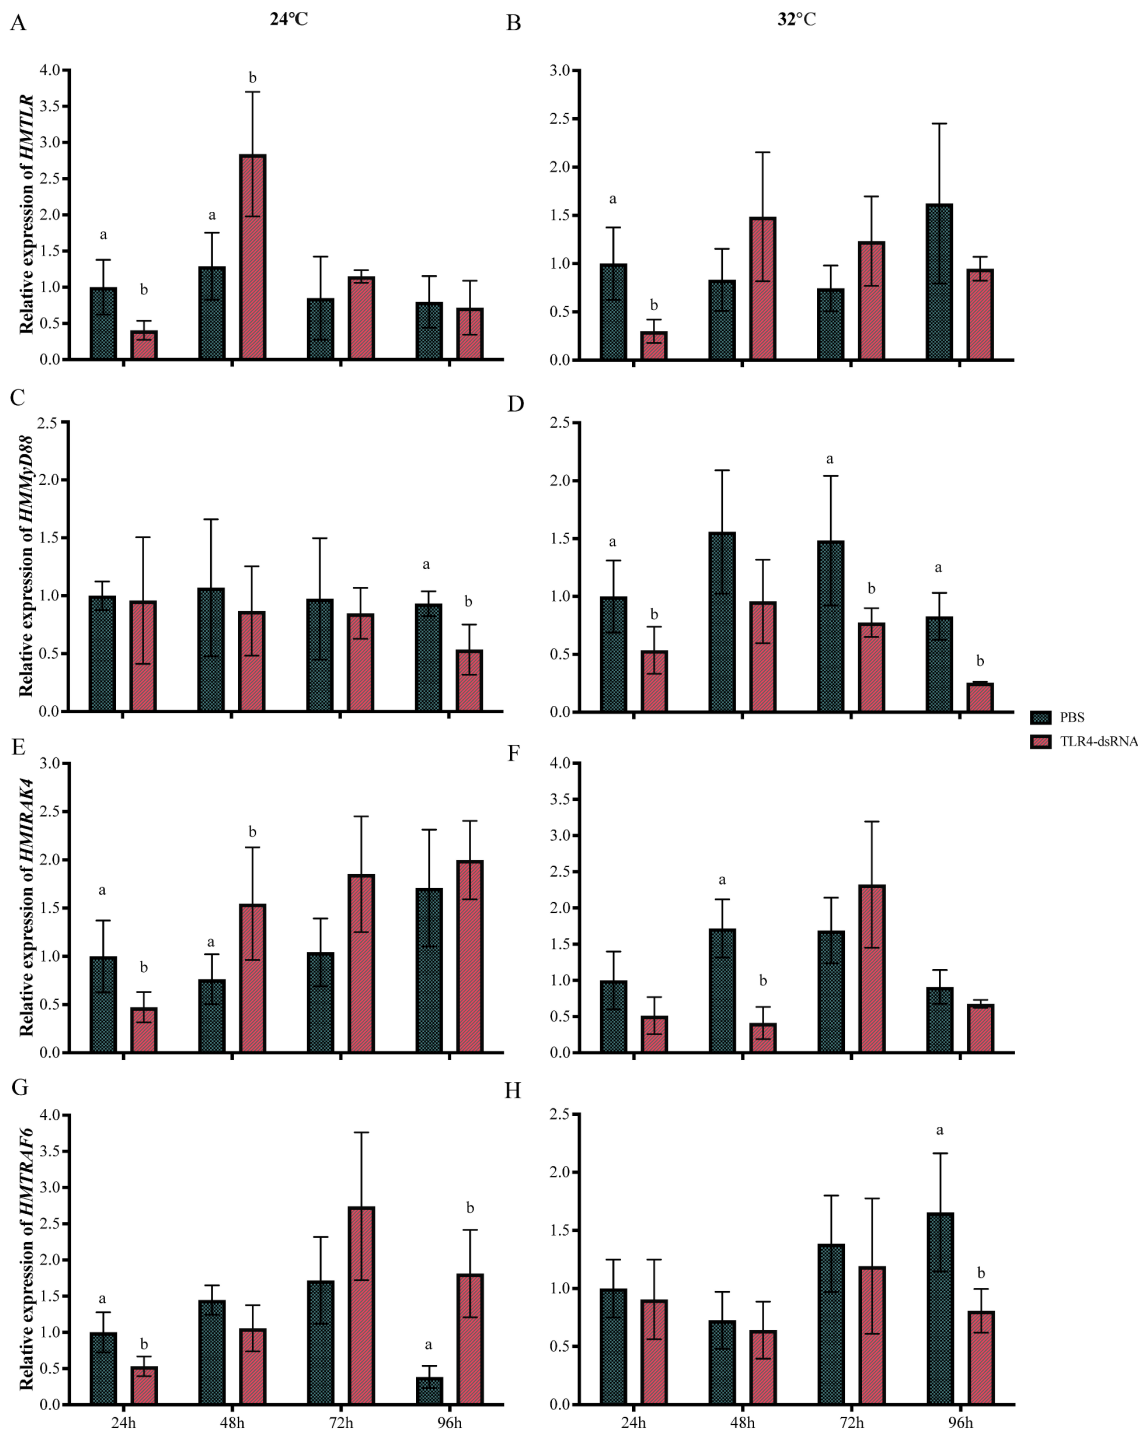 A
24°C
B
32°C
Relative expression of HMTLR
4.0
3.5
3.0
2.5
2.0
1.5
1.0
0.5
0.0
a
b
a
b
3.0
2.5
2.0
1.5
1.0
0.5
0.0
a
b
C
Relative expression of HMMyD88
2.5
2.0
1.5
1.0
0.5
0.0
a
b
D
2.5
2.0
1.5
1.0
0.5
0.0
a
b
a
b
a
b
PBS
TLR4-dsRNA
E
Relative expression of HMIRAK4
3.0
2.5
2.0
1.5
1.0
0.5
0.0
a
b
a
b
F
4.0
3.5
3.0
2.5
2.0
1.5
1.0
0.5
0.0
a
b
G
Relative expression of HMTRAF6
4.0
3.5
3.0
2.5
2.0
1.5
1.0
0.5
0.0
a
b
a
b
24h 48h 72h 96h
H
2.5
2.0
1.5
1.0
0.5
0.0
a
b
24h 48h 72h 96h